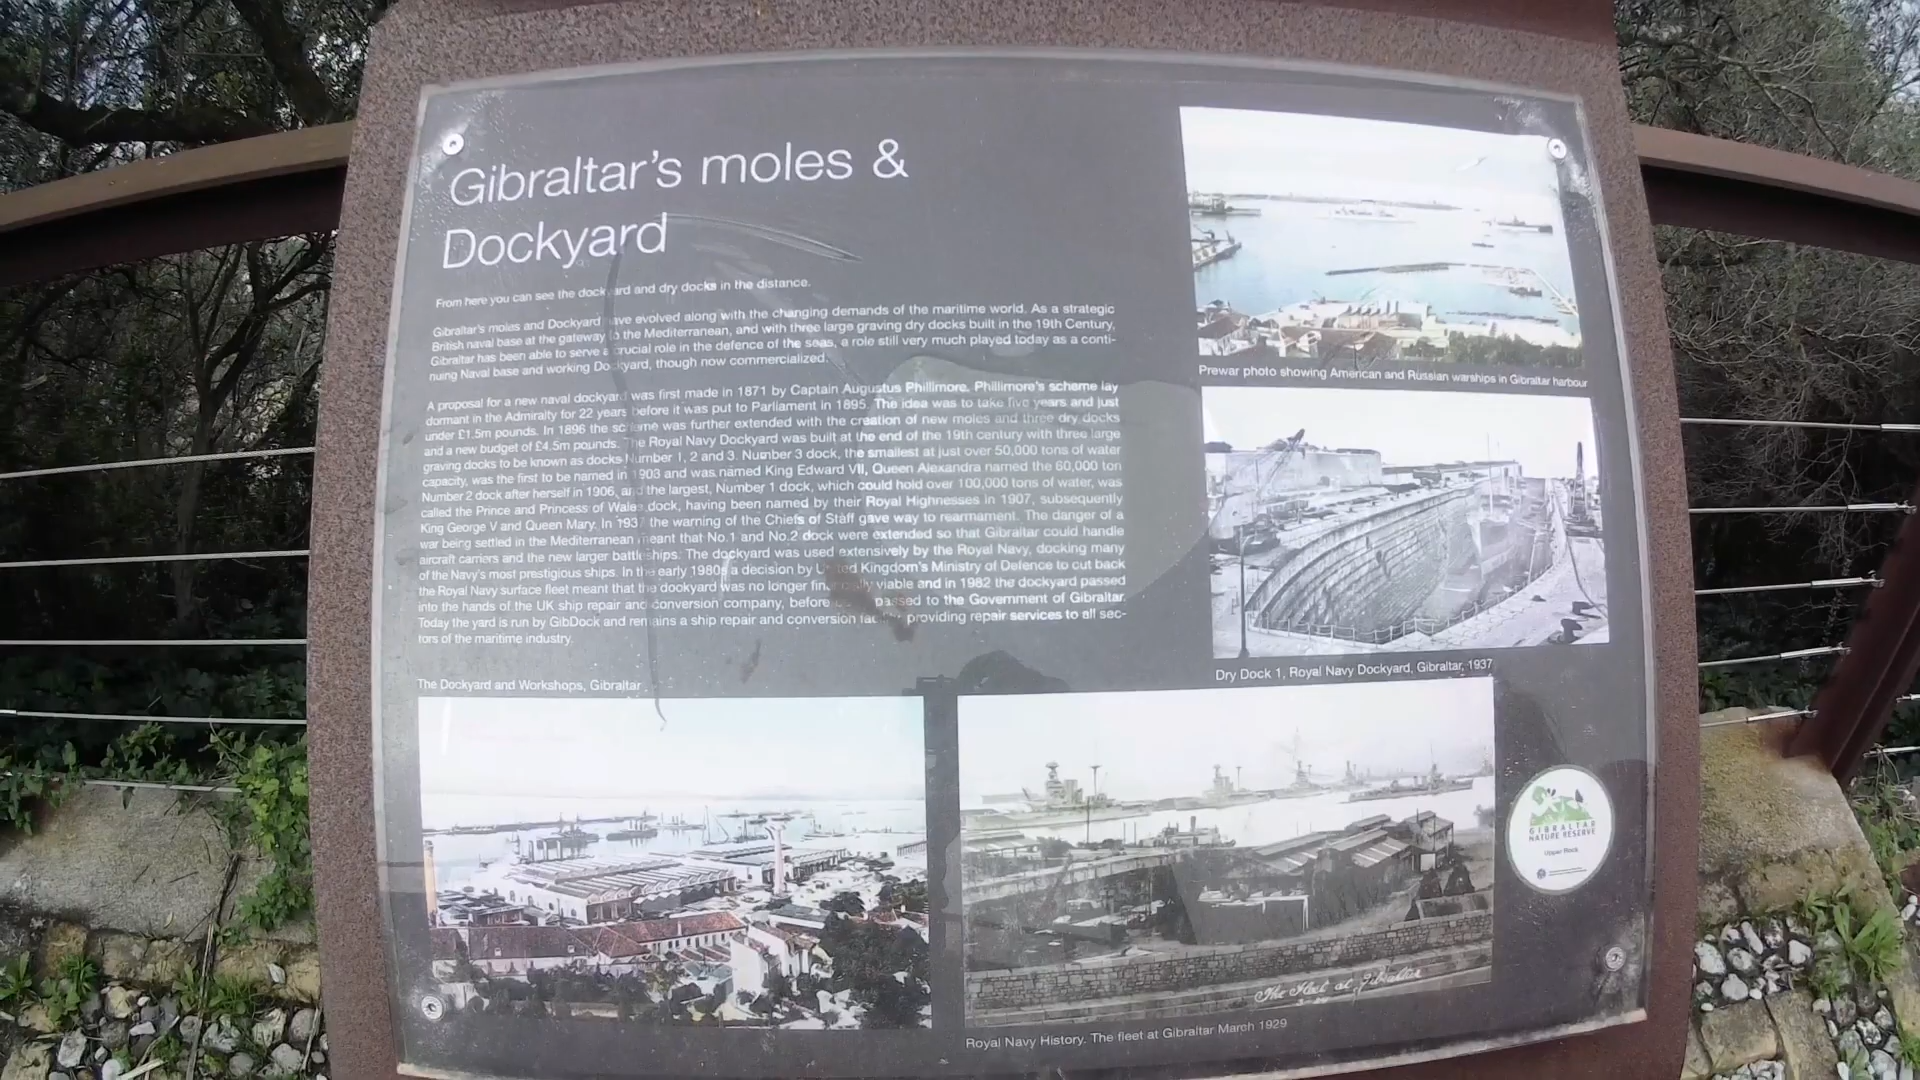 Gibraltar's moles &
Dockyard
From here you can see the dockyard and dry docks in the distance.
Gibraltar's moles and Dockyard have evolved along with the changing demands of the maritime world. As a strategic
British naval base at the gateway to the Mediterranean, and with three large graving dry docks built in the 19th Century,
Gibraltar has been able to serve a crucial role in the defence of the seas, a role still very much played today as a conti-
nuing Naval base and working Dockyard, though now commercialized.
A proposal for a new naval dockyard was first made in 1871 by Captain Augustus Phillimore. Phillimore's scheme lay
dormant in the Admiralty for 22 years before it was put to Parliament in 1895. The idea was to take five years and just
under £1.5m pounds. In 1896 the scheme was further extended with the creation of new moles and three dry docks
and a new budget of £4.5m pounds. The Royal Navy Dockyard was built at the end of the 19th century with three large
graving docks to be known as docks Number 1, 2 and 3. Number 3 dock, the smallest at just over 50,000 tons of water
capacity, was the first to be named in 1903 and was named King Edward VII, Queen Alexandra named the 60,000 ton
Number 2 dock after herself in 1906, and the largest, Number 1 dock, which could hold over 100,000 tons of water, was
called the Prince and Princess of Wales dock, having been named by their Royal Highnesses in 1907, subsequently
King George V and Queen Mary. In 1937 the warning of the Chiefs of Staff gave way to rearmament. The danger of a
war being settled in the Mediterranean meant that No.1 and No.2 dock were extended so that Gibraltar could handle
aircraft carriers and the new larger battleships. The dockyard was used extensively by the Royal Navy, docking many
of the Navy's most prestigious ships. In the early 1980s a decision by United Kingdom's Ministry of Defence to cut back
the Royal Navy surface fleet meant that the dockyard was no longer financially viable and in 1982 the dockyard passed
into the hands of the UK ship repair and conversion company, before passed to the Government of Gibraltar.
Today the yard is run by GibDock and remains a ship repair and conversion facility providing repair services to all sec-
tors of the maritime industry.
Prewar photo showing American and Russian warships in Gibraltar harbour
Dry Dock 1, Royal Navy Dockyard, Gibraltar, 1937
The Dockyard and Workshops, Gibraltar
The Fleet at Gibraltar
Royal Navy History. The fleet at Gibraltar March 1929
GIBRALTAR
NATURE RESERVE
Upper Rock